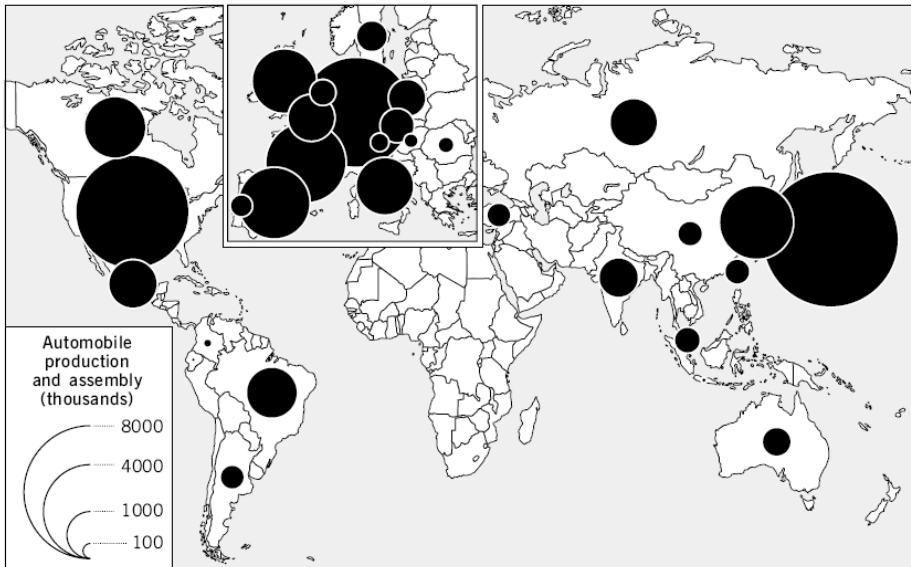 Automobile
production
and assembly
(thousands)
8000
4000
1000
100